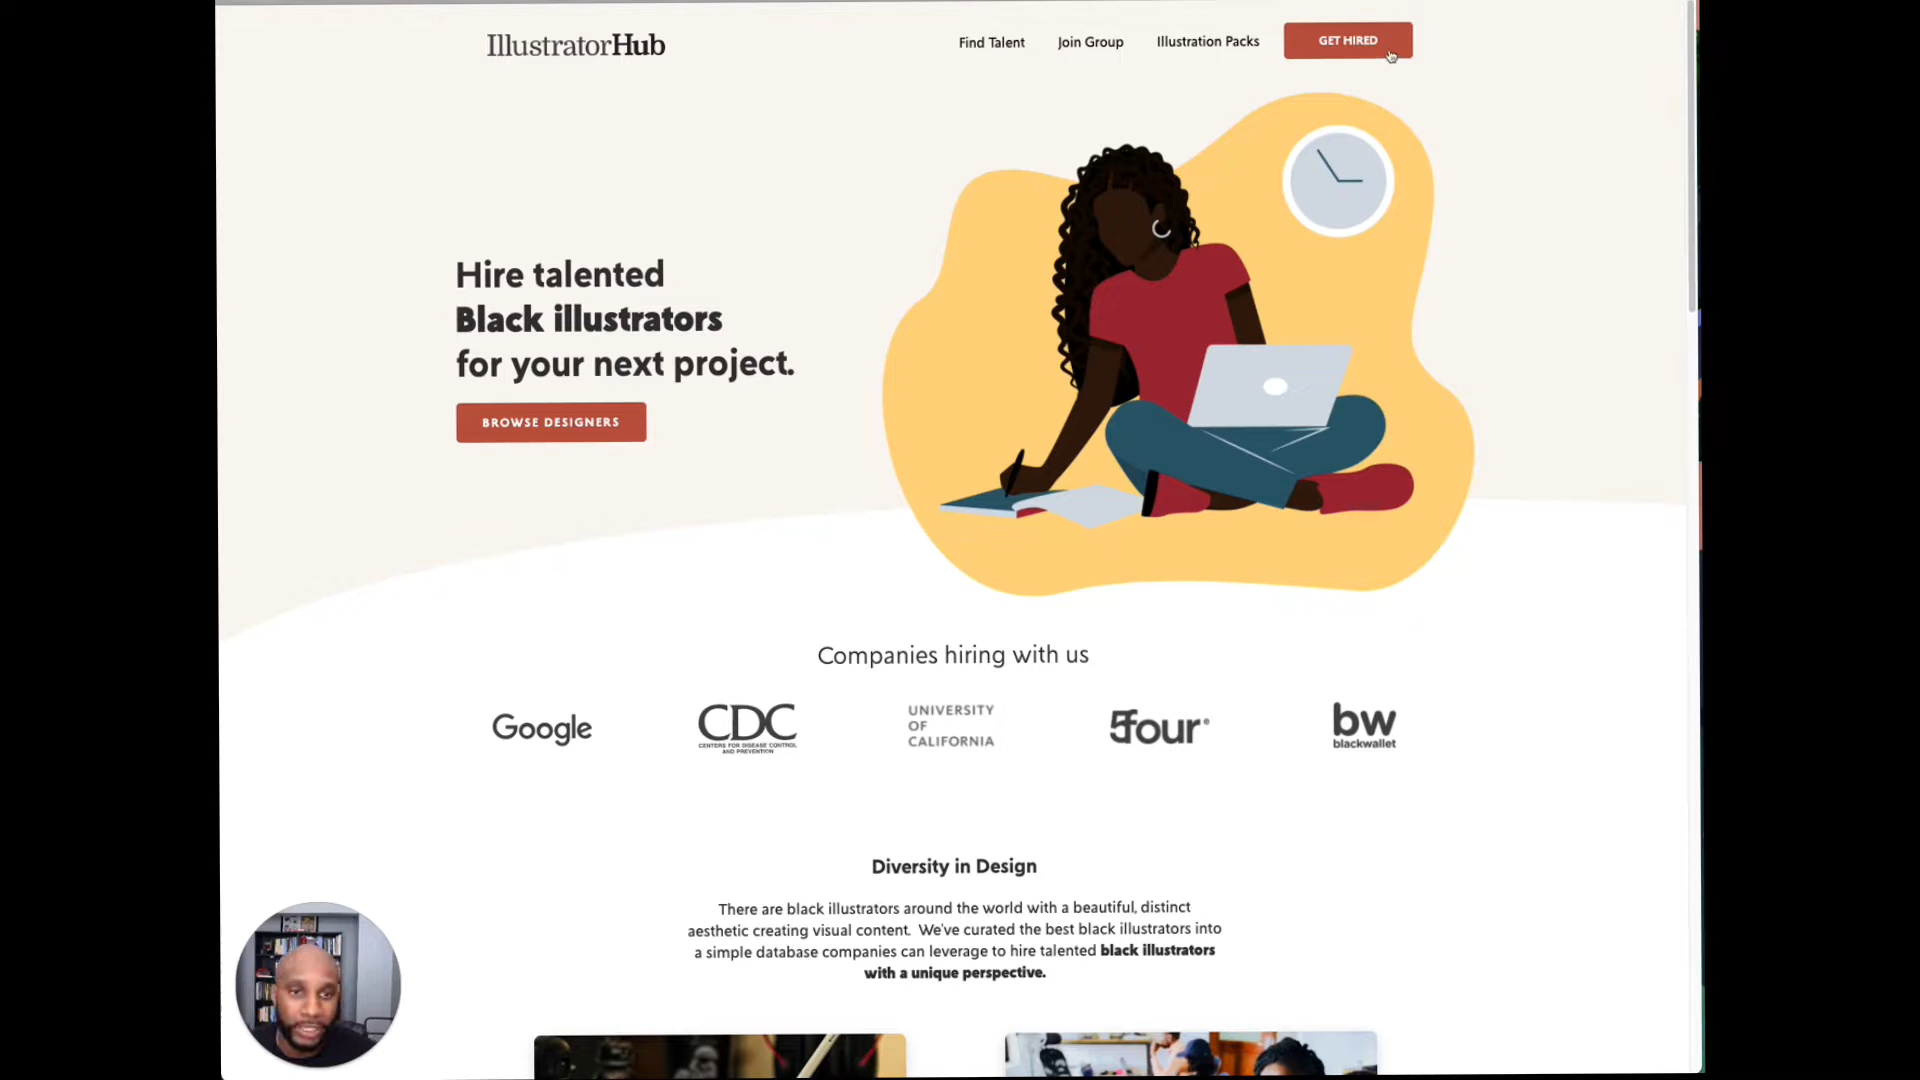 IllustratorHub
Find Talent
Join Group
Illustration Packs
GET HIRED
Hire talented
Black illustrators
for your next project.
BROWSE DESIGNERS
Companies hiring with us
Google
CDC
CENTERS FOR DISEASE CONTROL
AND PREVENTION
UNIVERSITY
OF
CALIFORNIA
5four®
bw
blackwallet
Diversity in Design
There are black illustrators around the world with a beautiful, distinct
aesthetic creating visual content. We've curated the best black illustrators into
a simple database companies can leverage to hire talented black illustrators
with a unique perspective.